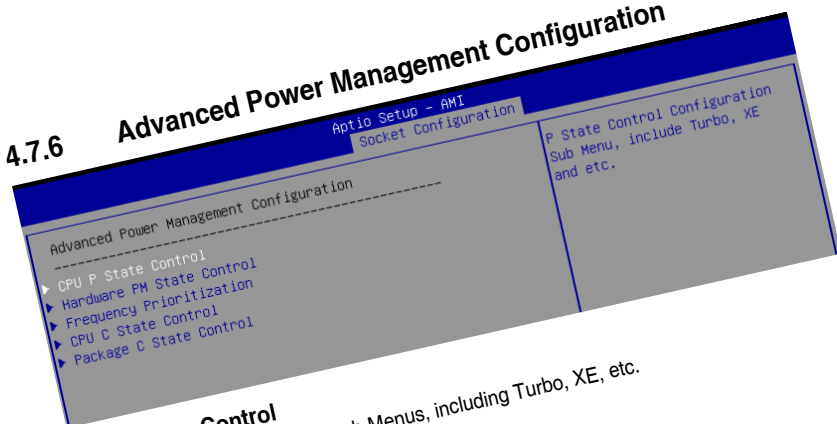 4.7.6 Advanced Power Management Configuration
Aptio Setup – AMI
Socket Configuration
Advanced Power Management Configuration
CPU P State Control
Hardware PM State Control
Frequency Prioritization
CPU C State Control
Package C State Control
P State Control Configuration
Sub Menu, include Turbo, XE
and etc.
Control
Menus, including Turbo, XE, etc.